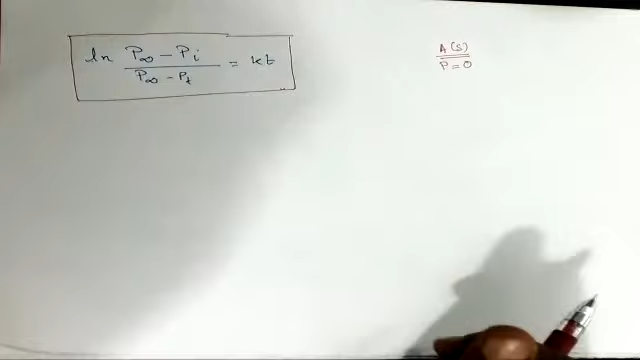 ln P∞ − Pi / P∞ − Pt = kt
A(s)
P = 0